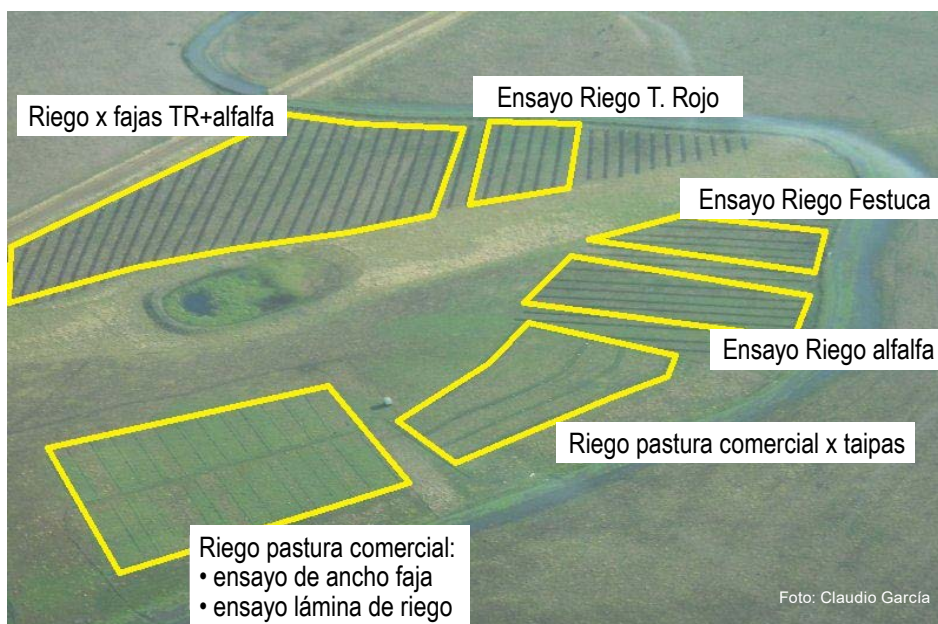 Riego x fajas TR+alfalfa
Ensayo Riego T. Rojo
Ensayo Riego Festuca
Ensayo Riego alfalfa
Riego pastura comercial x taipas
Riego pastura comercial:
• ensayo de ancho faja
• ensayo lámina de riego
Foto: Claudio García